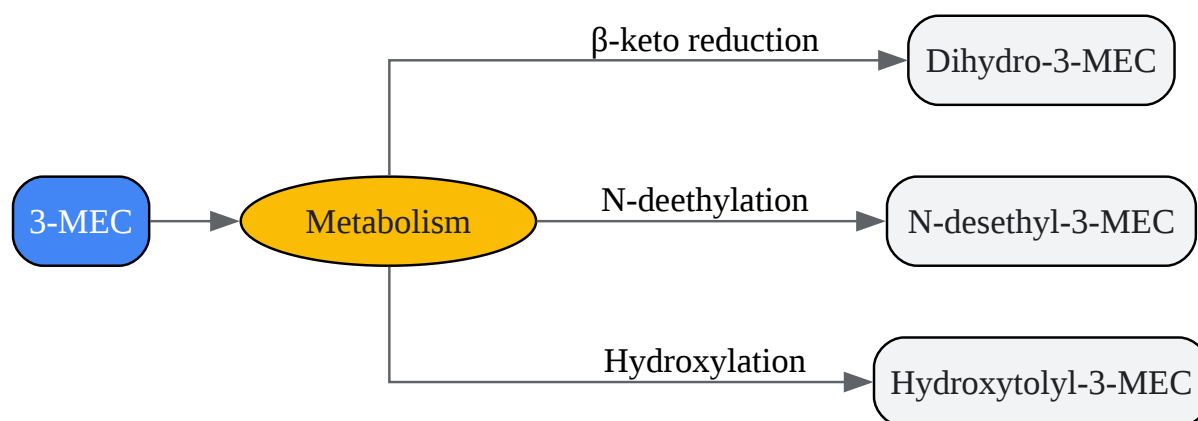 β-keto reduction
Dihydro-3-MEC
3-MEC
Metabolism
N-deethylation
N-desethyl-3-MEC
Hydroxylation
Hydroxytolyl-3-MEC